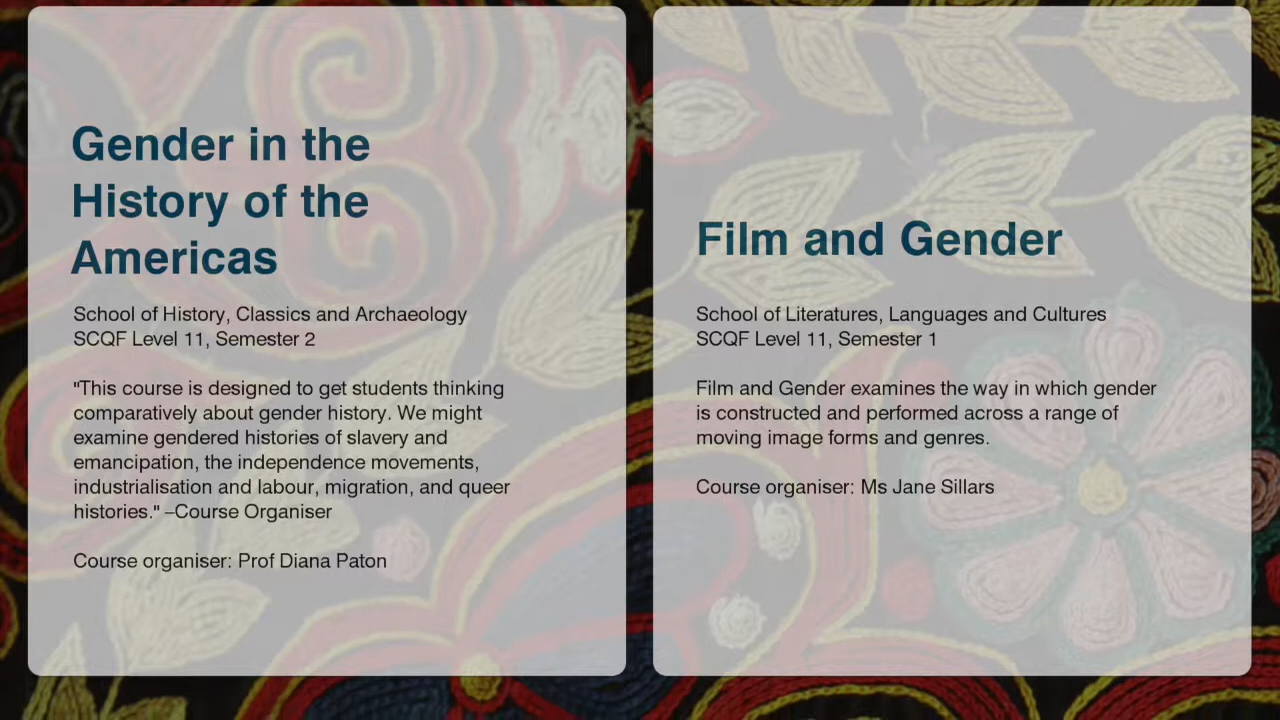 Gender in the
History of the
Americas
School of History, Classics and Archaeology
SCQF Level 11, Semester 2
"This course is designed to get students thinking
comparatively about gender history. We might
examine gendered histories of slavery and
emancipation, the independence movements,
industrialisation and labour, migration, and queer
histories." –Course Organiser
Course organiser: Prof Diana Paton
Film and Gender
School of Literatures, Languages and Cultures
SCQF Level 11, Semester 1
Film and Gender examines the way in which gender
is constructed and performed across a range of
moving image forms and genres.
Course organiser: Ms Jane Sillars